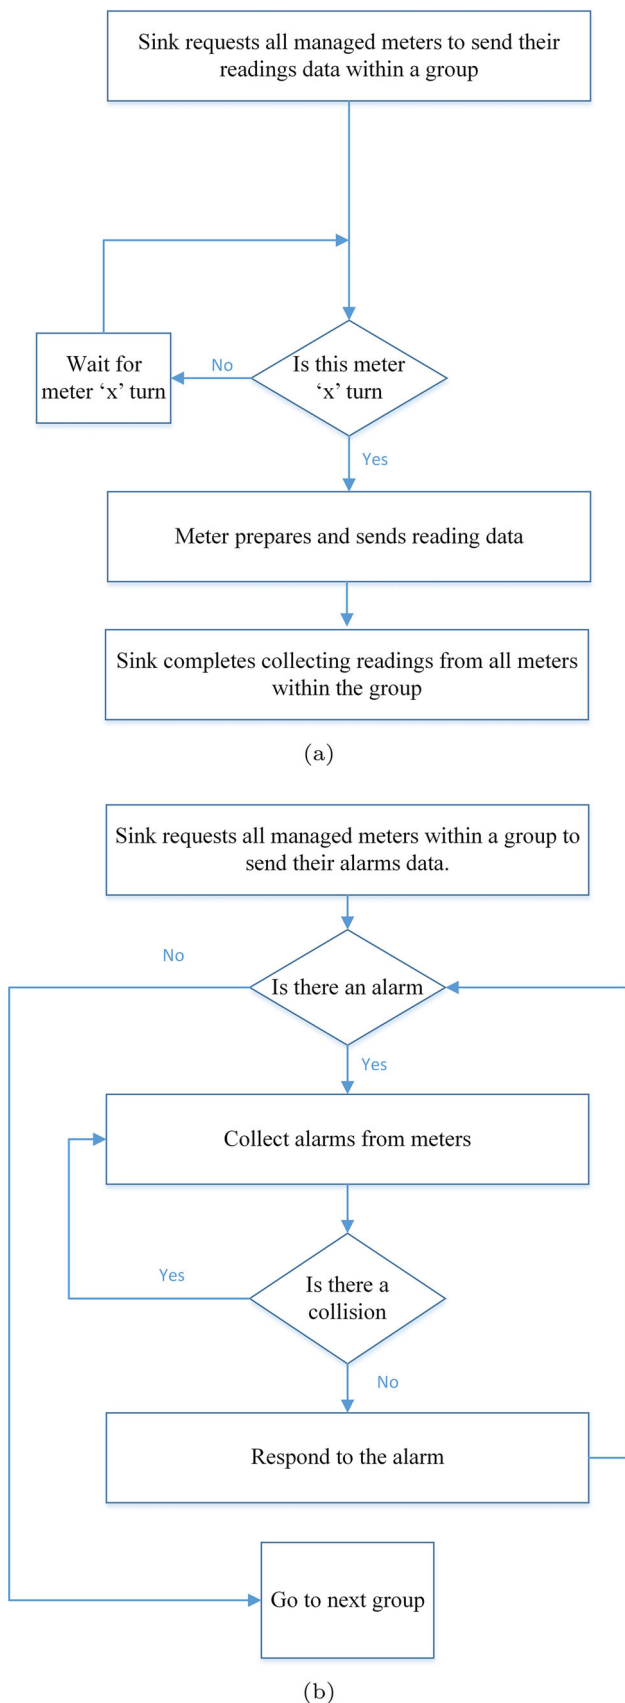 Sink requests all managed meters to send their
readings data within a group
Wait for
meter ‘x’ turn
No
Is this meter
‘x’ turn
Yes
Meter prepares and sends reading data
Sink completes collecting readings from all meters
within the group
(a)
Sink requests all managed meters within a group to
send their alarms data.
No
Is there an alarm
Yes
Collect alarms from meters
Yes
Is there a
collision
No
Respond to the alarm
Go to next group
(b)